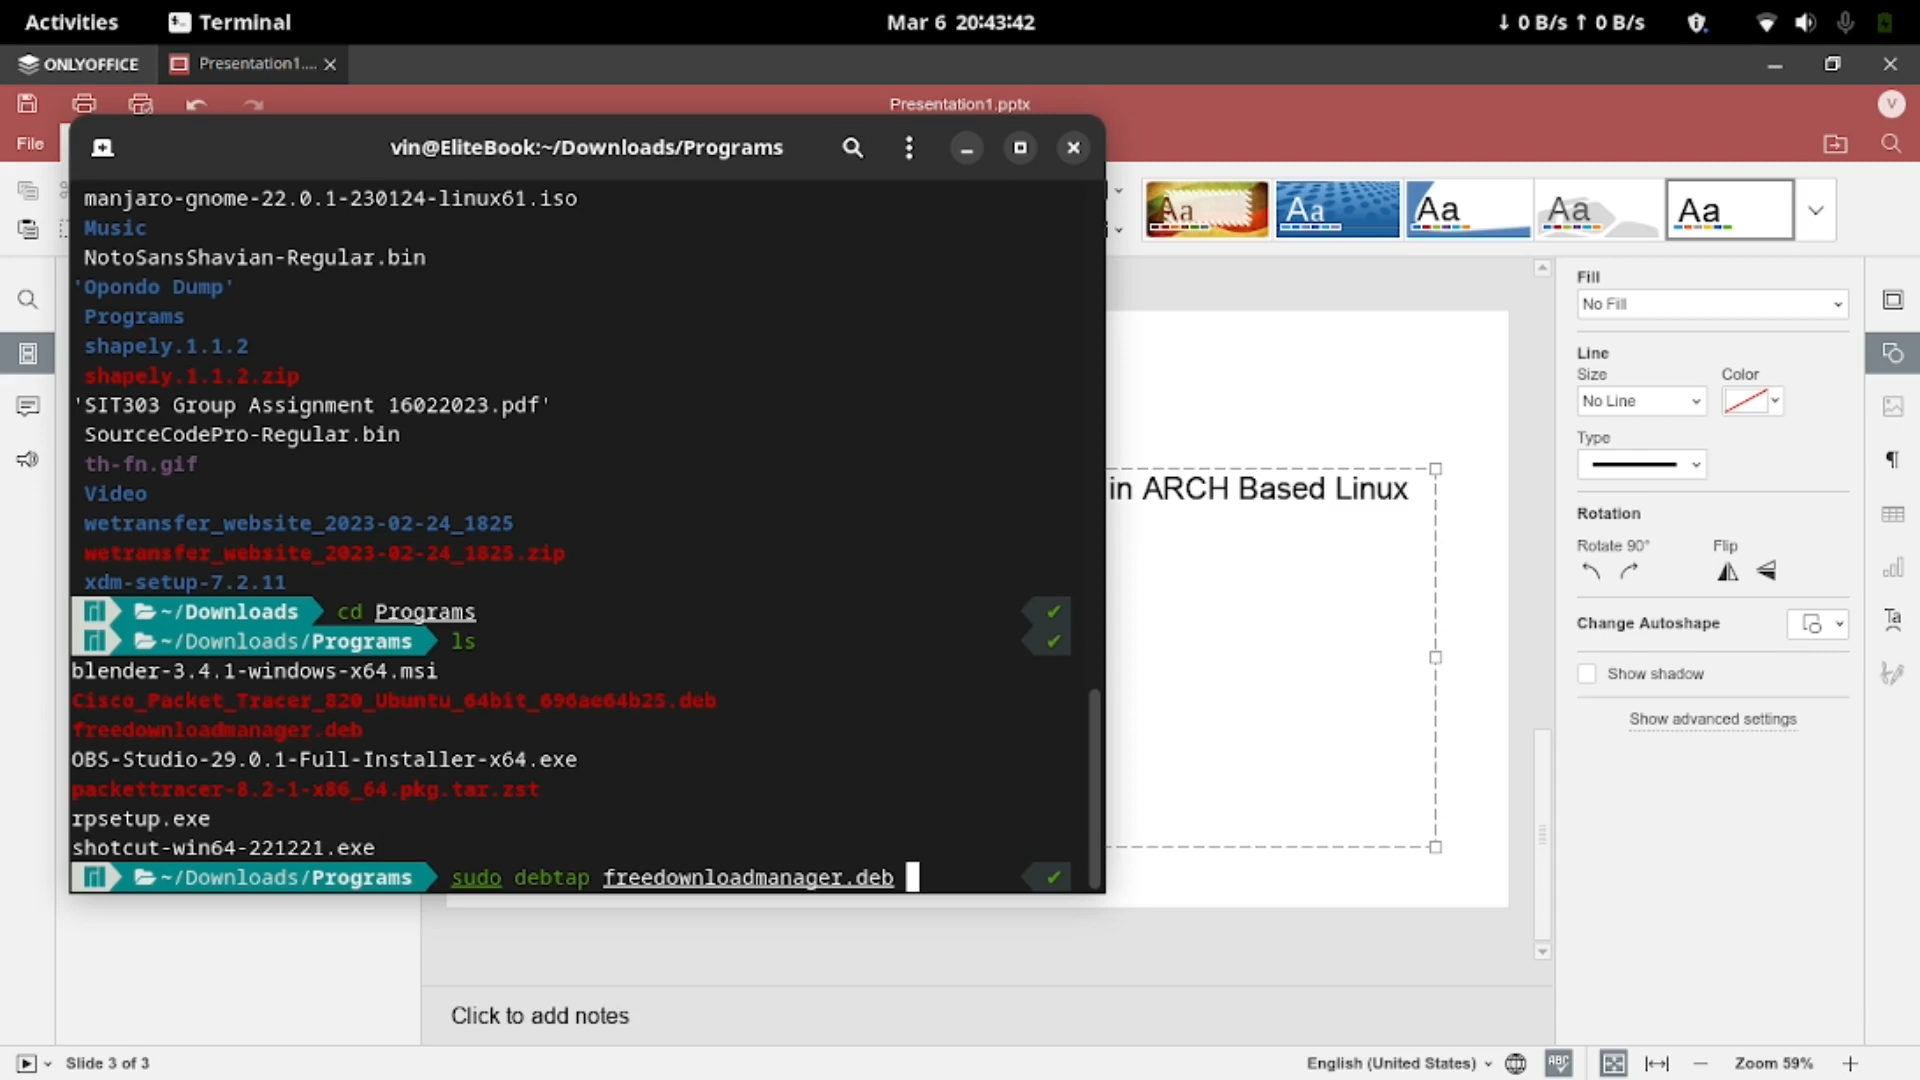 Activities
Terminal
Mar 6 20:43:42
↓ 0 B/s ↑ 0 B/s
ONLYOFFICE
Presentation1....
Presentation1.pptx
V
File
vin@EliteBook:~/Downloads/Programs
manjaro-gnome-22.0.1-230124-linux61.iso
Music
NotoSansShavian-Regular.bin
'Opondo Dump'
Programs
shapely.1.1.2
shapely.1.1.2.zip
'SIT303 Group Assignment 16022023.pdf'
SourceCodePro-Regular.bin
th-fn.gif
Video
wetransfer_website_2023-02-24_1825
wetransfer_website_2023-02-24_1825.zip
xdm-setup-7.2.11
~/Downloads cd Programs
~/Downloads/Programs ls
blender-3.4.1-windows-x64.msi
Cisco_Packet_Tracer_820_Ubuntu_64bit_696ae64b25.deb
freedownloadmanager.deb
OBS-Studio-29.0.1-Full-Installer-x64.exe
packettracer-8.2-1-x86_64.pkg.tar.zst
rpsetup.exe
shotcut-win64-221221.exe
~/Downloads/Programs sudo debtap freedownloadmanager.deb
Aa
Aa
Aa
Aa
Aa
in ARCH Based Linux
Fill
No Fill
Line
Size
Color
No Line
Type
Rotation
Rotate 90°
Flip
Change Autoshape
Show shadow
Show advanced settings
Click to add notes
Slide 3 of 3
English (United States)
ABC
Zoom 59%